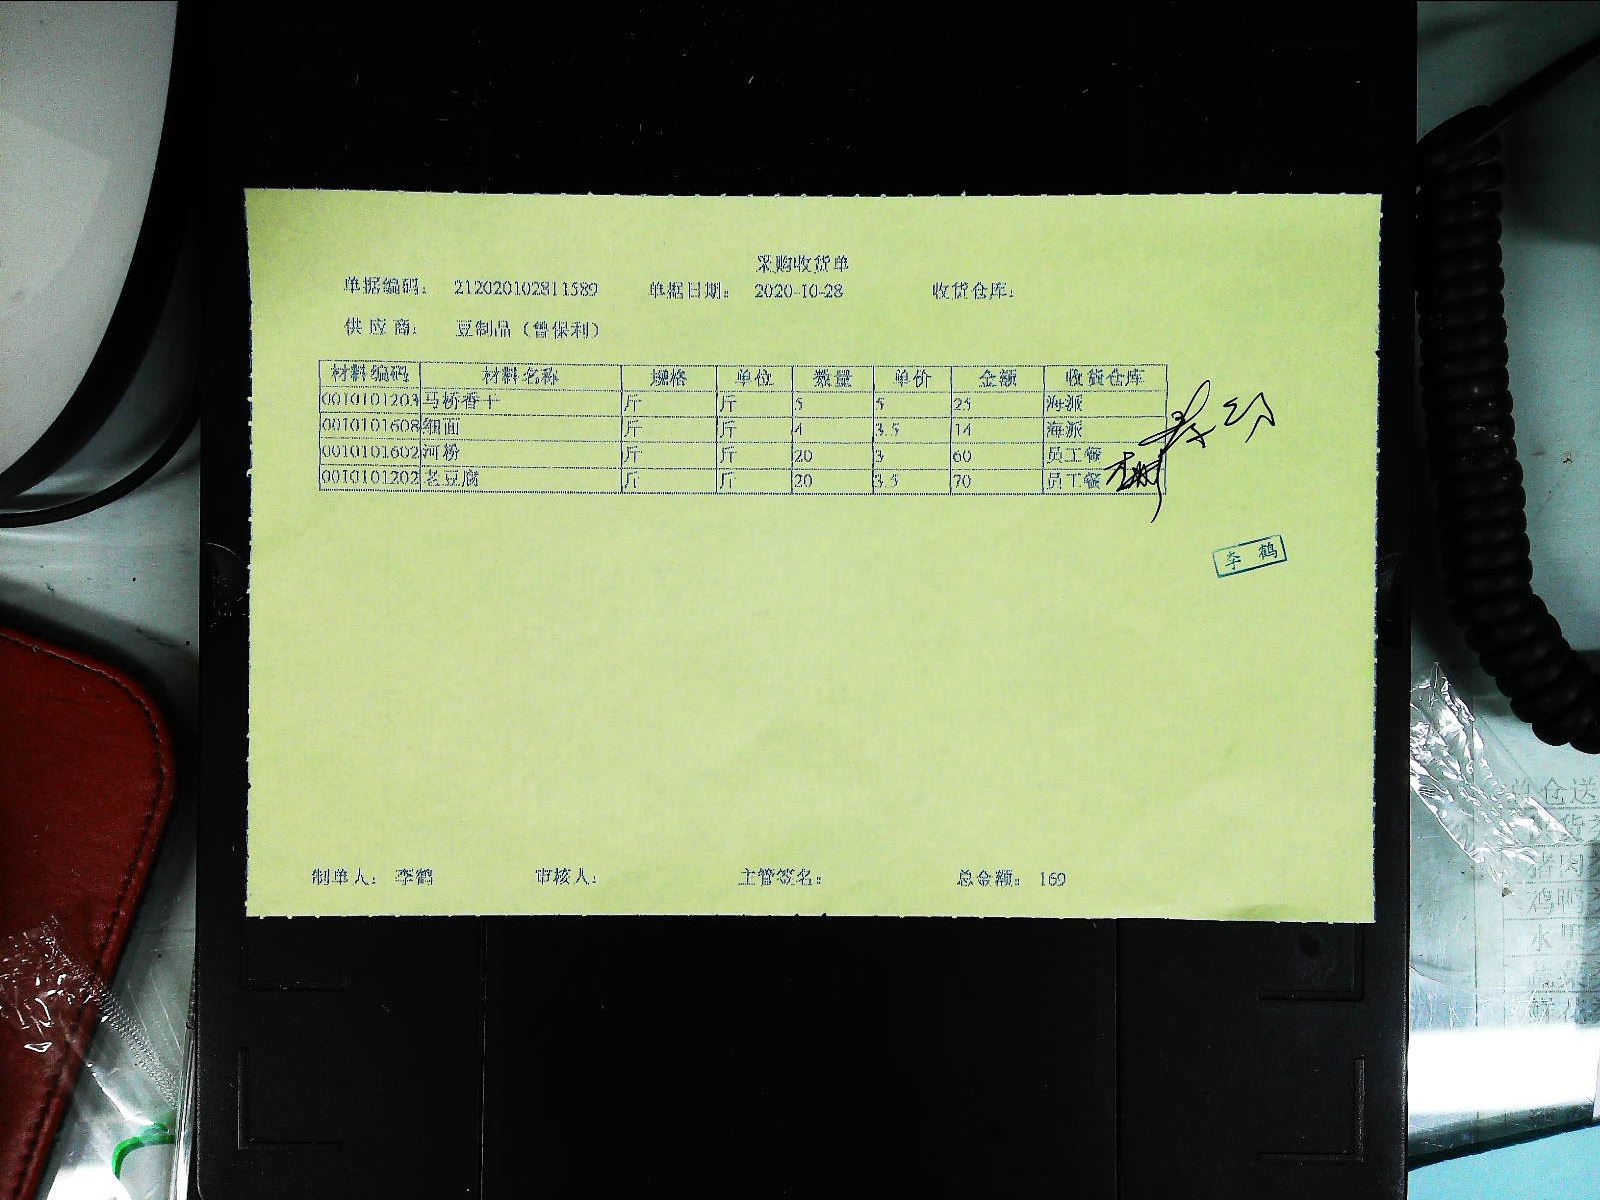 采购收货单
单据编码： 212020102811589 单据日期： 2020-10-28 收货仓库：
供应商： 豆制品（曾保利）
材料编码 材料名称 规格 单位 数量 单价 金额 收货仓库
0010101203 马桥香干 斤 斤 5 5 25 海派
0010101608 细面 斤 斤 4 3.5 14 海派
0010101602 河粉 斤 斤 20 3 60 员工餐
0010101202 老豆腐 斤 斤 20 3.5 70 员工餐
李鹤
制单人： 李鹤 审核人： 主管签名： 总金额： 169